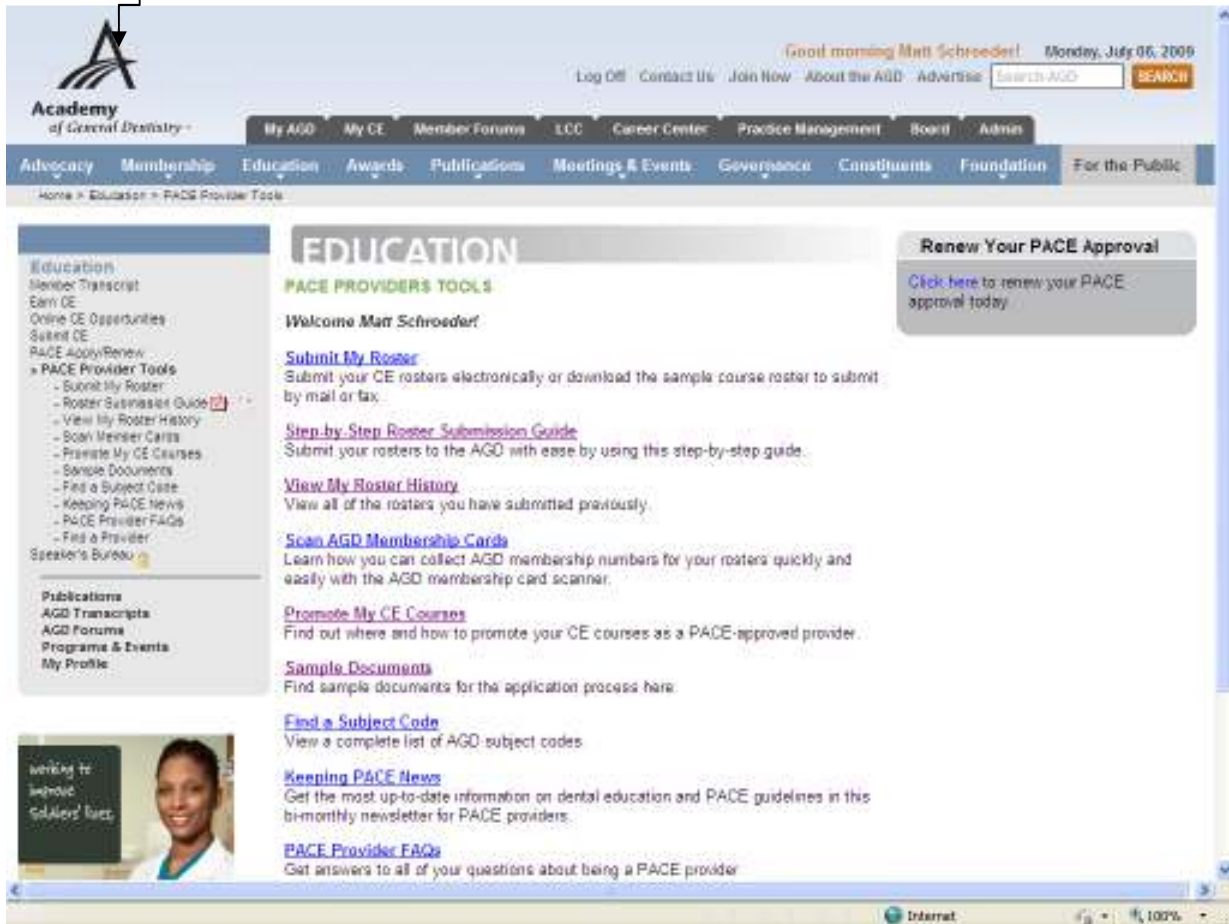 Good morning Matt Schroeder! Monday, July 06, 2009
Log Off Contact Us Join Now About the AGD Advertise Search AGD SEARCH
Academy
of General Dentistry
My AGD My CE Member Forums LCC Career Center Practice Management Board Admin
Advocacy Membership Education Awards Publications Meetings & Events Governance Constituents Foundation For the Public
Home > Education > PACE Provider Tools
Education
Member Transcript
Earn CE
Online CE Opportunities
Submit CE
PACE Apply/Renew
» PACE Provider Tools
- Submit My Roster
- Roster Submission Guide
- View My Roster History
- Scan Member Cards
- Promote My CE Courses
- Sample Documents
- Find a Subject Code
- Keeping PACE News
- PACE Provider FAQs
- Find a Provider
Speaker's Bureau
Publications
AGD Transcripts
AGD Forums
Programs & Events
My Profile
working to
improve
Soldiers' lives.
EDUCATION
PACE PROVIDERS TOOLS
Welcome Matt Schroeder!
Submit My Roster
Submit your CE rosters electronically or download the sample course roster to submit
by mail or fax.
Step-by-Step Roster Submission Guide
Submit your rosters to the AGD with ease by using this step-by-step guide.
View My Roster History
View all of the rosters you have submitted previously.
Scan AGD Membership Cards
Learn how you can collect AGD membership numbers for your rosters quickly and
easily with the AGD membership card scanner.
Promote My CE Courses
Find out where and how to promote your CE courses as a PACE-approved provider.
Sample Documents
Find sample documents for the application process here.
Find a Subject Code
View a complete list of AGD subject codes.
Keeping PACE News
Get the most up-to-date information on dental education and PACE guidelines in this
bi-monthly newsletter for PACE providers.
PACE Provider FAQs
Get answers to all of your questions about being a PACE provider
Renew Your PACE Approval
Click here to renew your PACE
approval today.
Internet 100%